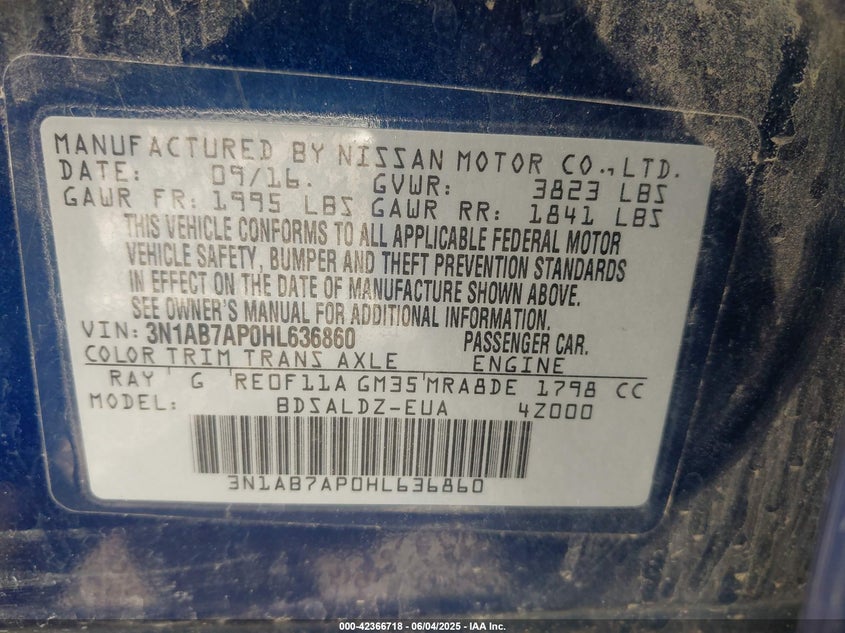 MANUFACTURED BY NISSAN MOTOR CO., LTD.
DATE: 09/16. GVWR: 3823 LBS
GAWR FR: 1995 LBS GAWR RR: 1841 LBS
THIS VEHICLE CONFORMS TO ALL APPLICABLE FEDERAL MOTOR
VEHICLE SAFETY, BUMPER AND THEFT PREVENTION STANDARDS
IN EFFECT ON THE DATE OF MANUFACTURE SHOWN ABOVE.
SEE OWNER'S MANUAL FOR ADDITIONAL INFORMATION.
VIN: 3N1AB7AP0HL636860 PASSENGER CAR.
COLOR TRIM TRANS AXLE ENGINE
RAY G RE0F11A GM35 MRA8DE 1798 CC
MODEL: BDSALDZ-EUA 4Z000
3N1AB7AP0HL636860
000-42366718 - 06/04/2025 - IAA Inc.